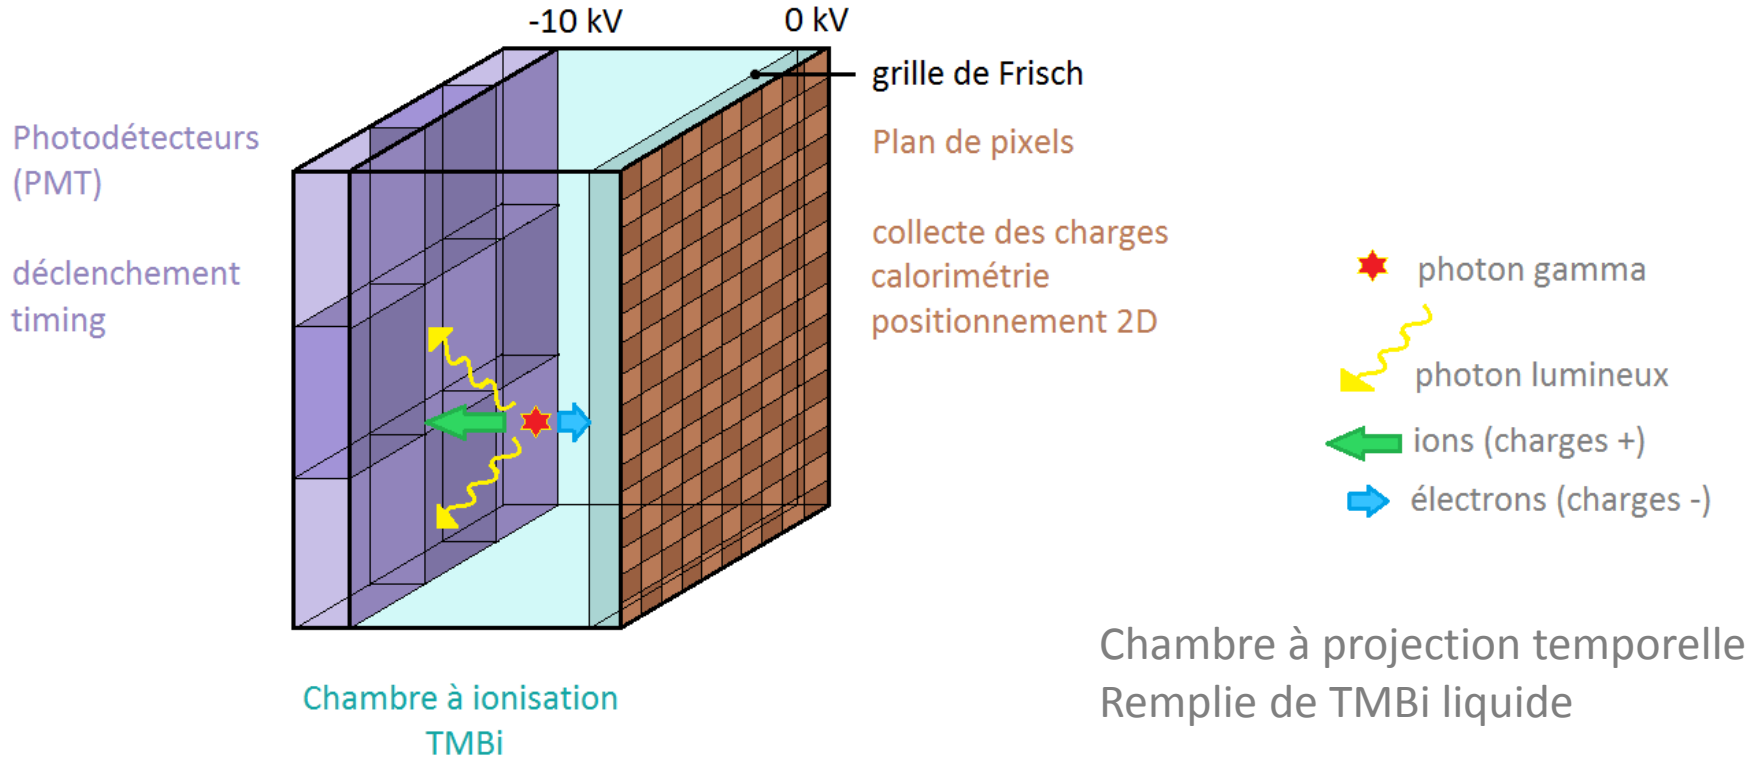 -10 kV
0 kV
grille de Frisch
Photodétecteurs
(PMT)
déclenchement
timing
Plan de pixels
collecte des charges
calorimétrie
positionnement 2D
photon gamma
photon lumineux
ions (charges +)
électrons (charges -)
Chambre à ionisation
TMBi
Chambre à projection temporelle
Remplie de TMBi liquide